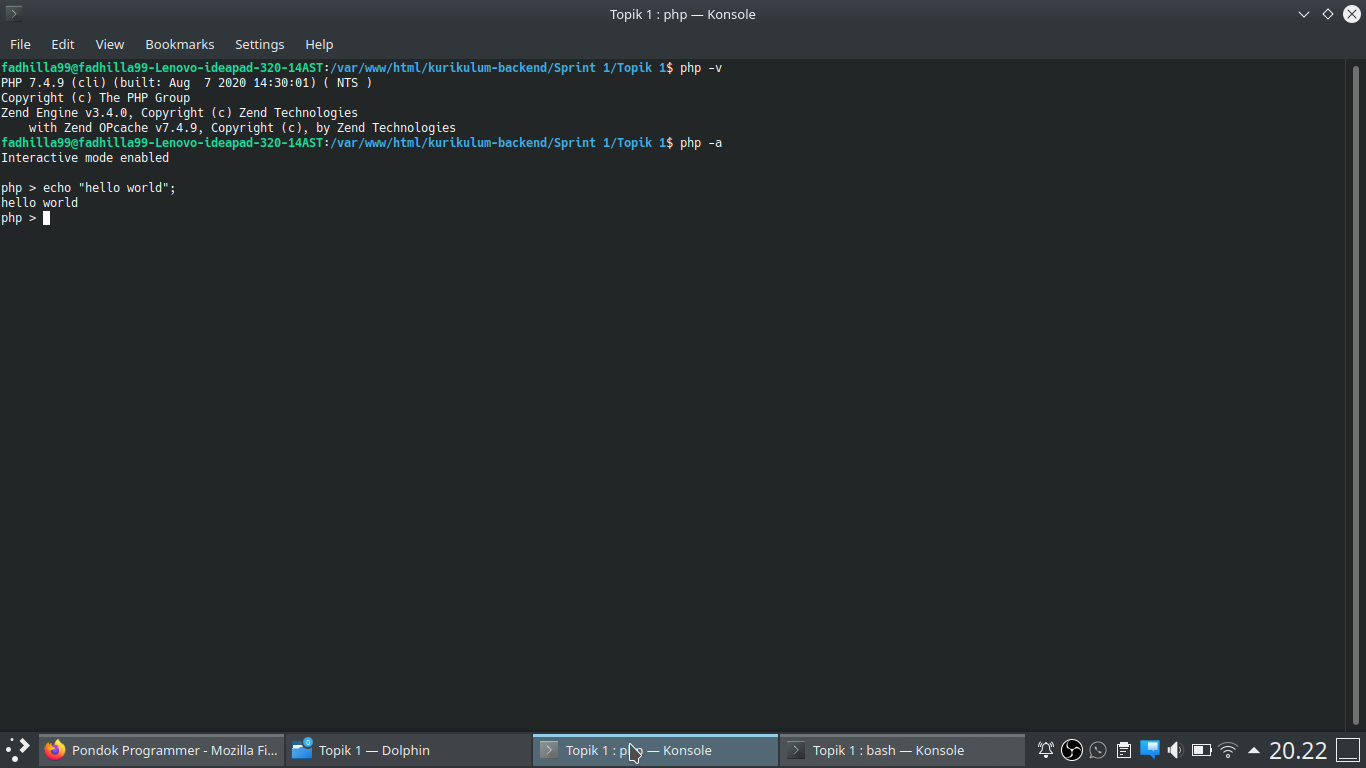 Topik 1 : php — Konsole
File Edit View Bookmarks Settings Help
fadhilla99@fadhilla99-Lenovo-ideapad-320-14AST:/var/www/html/kurikulum-backend/Sprint 1/Topik 1$ php -v
PHP 7.4.9 (cli) (built: Aug  7 2020 14:30:01) ( NTS )
Copyright (c) The PHP Group
Zend Engine v3.4.0, Copyright (c) Zend Technologies
    with Zend OPcache v7.4.9, Copyright (c), by Zend Technologies
fadhilla99@fadhilla99-Lenovo-ideapad-320-14AST:/var/www/html/kurikulum-backend/Sprint 1/Topik 1$ php -a
Interactive mode enabled
php > echo "hello world";
hello world
php >
Pondok Programmer - Mozilla Fi... Topik 1 — Dolphin Topik 1 : php — Konsole Topik 1 : bash — Konsole 20.22